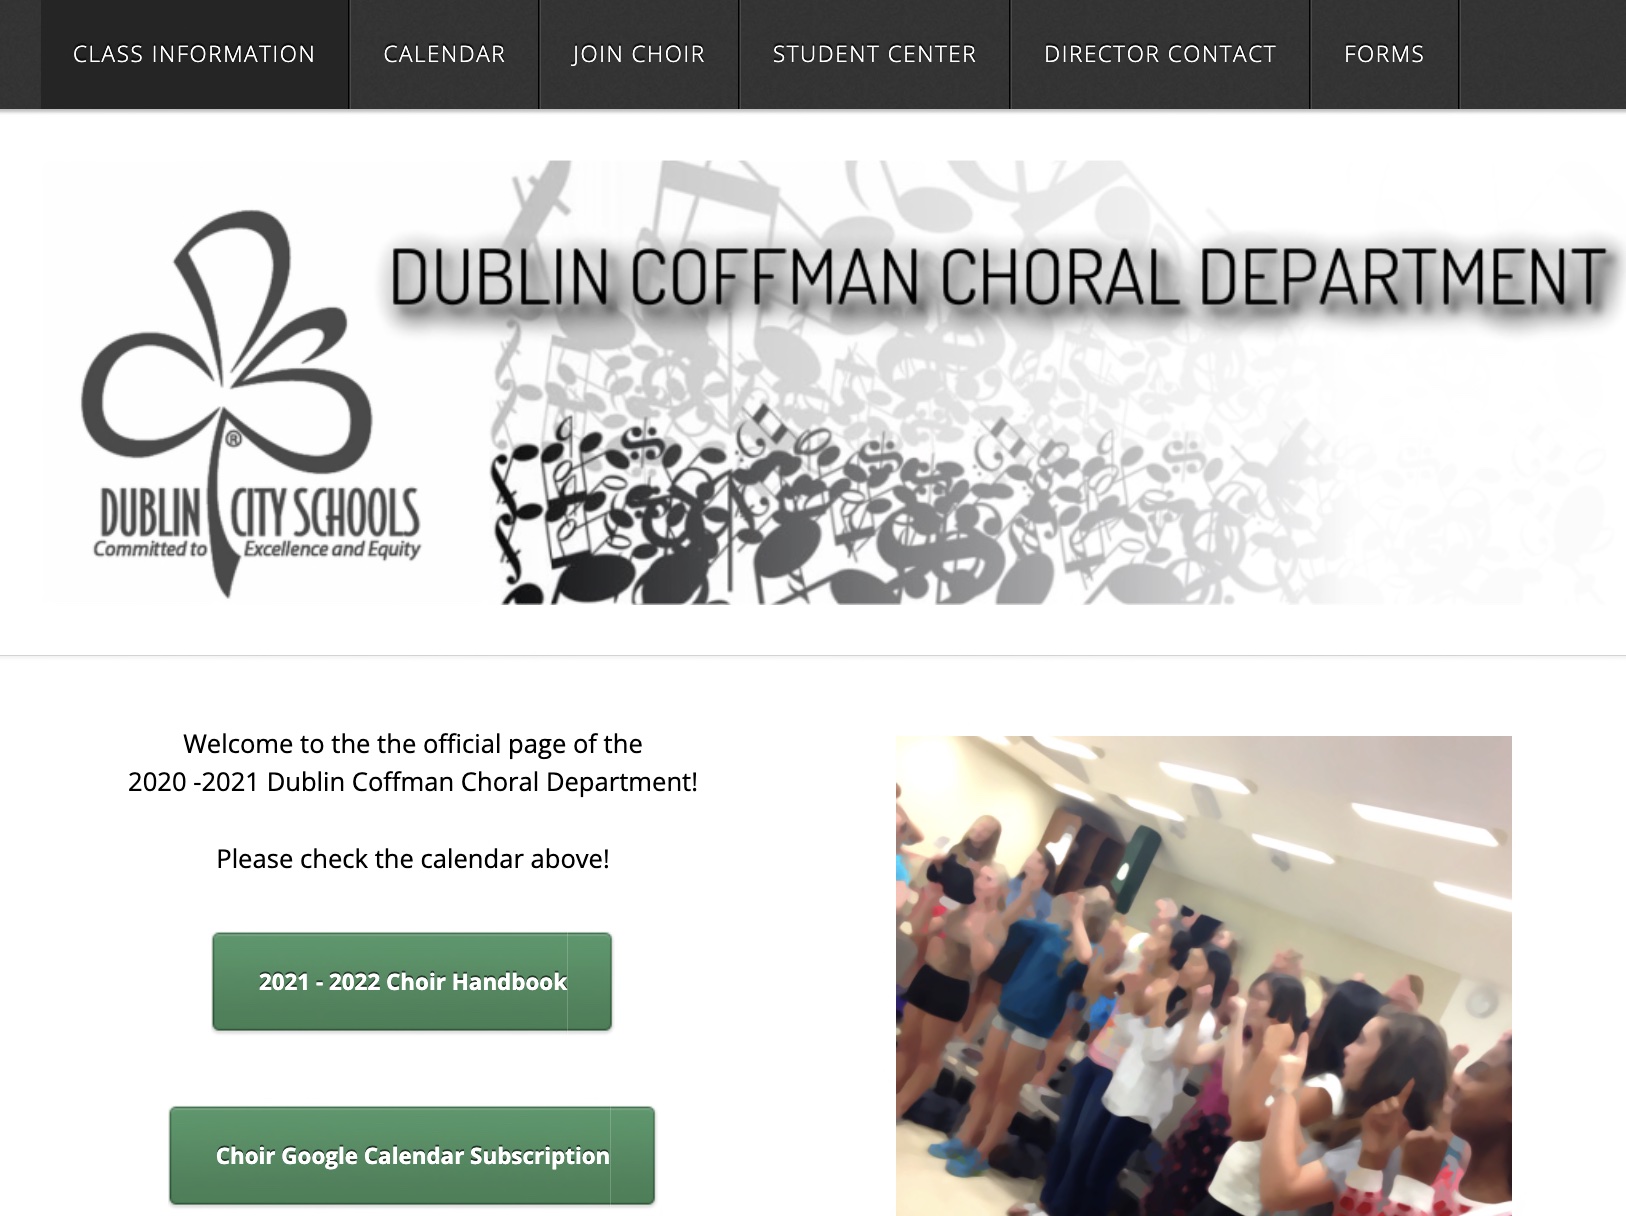 CLASS INFORMATION CALENDAR JOIN CHOIR STUDENT CENTER DIRECTOR CONTACT FORMS
DUBLIN COFFMAN CHORAL DEPARTMENT
®
DUBLIN CITY SCHOOLS
Committed to Excellence and Equity
Welcome to the the official page of the
2020 -2021 Dublin Coffman Choral Department!
Please check the calendar above!
2021 - 2022 Choir Handbook
Choir Google Calendar Subscription